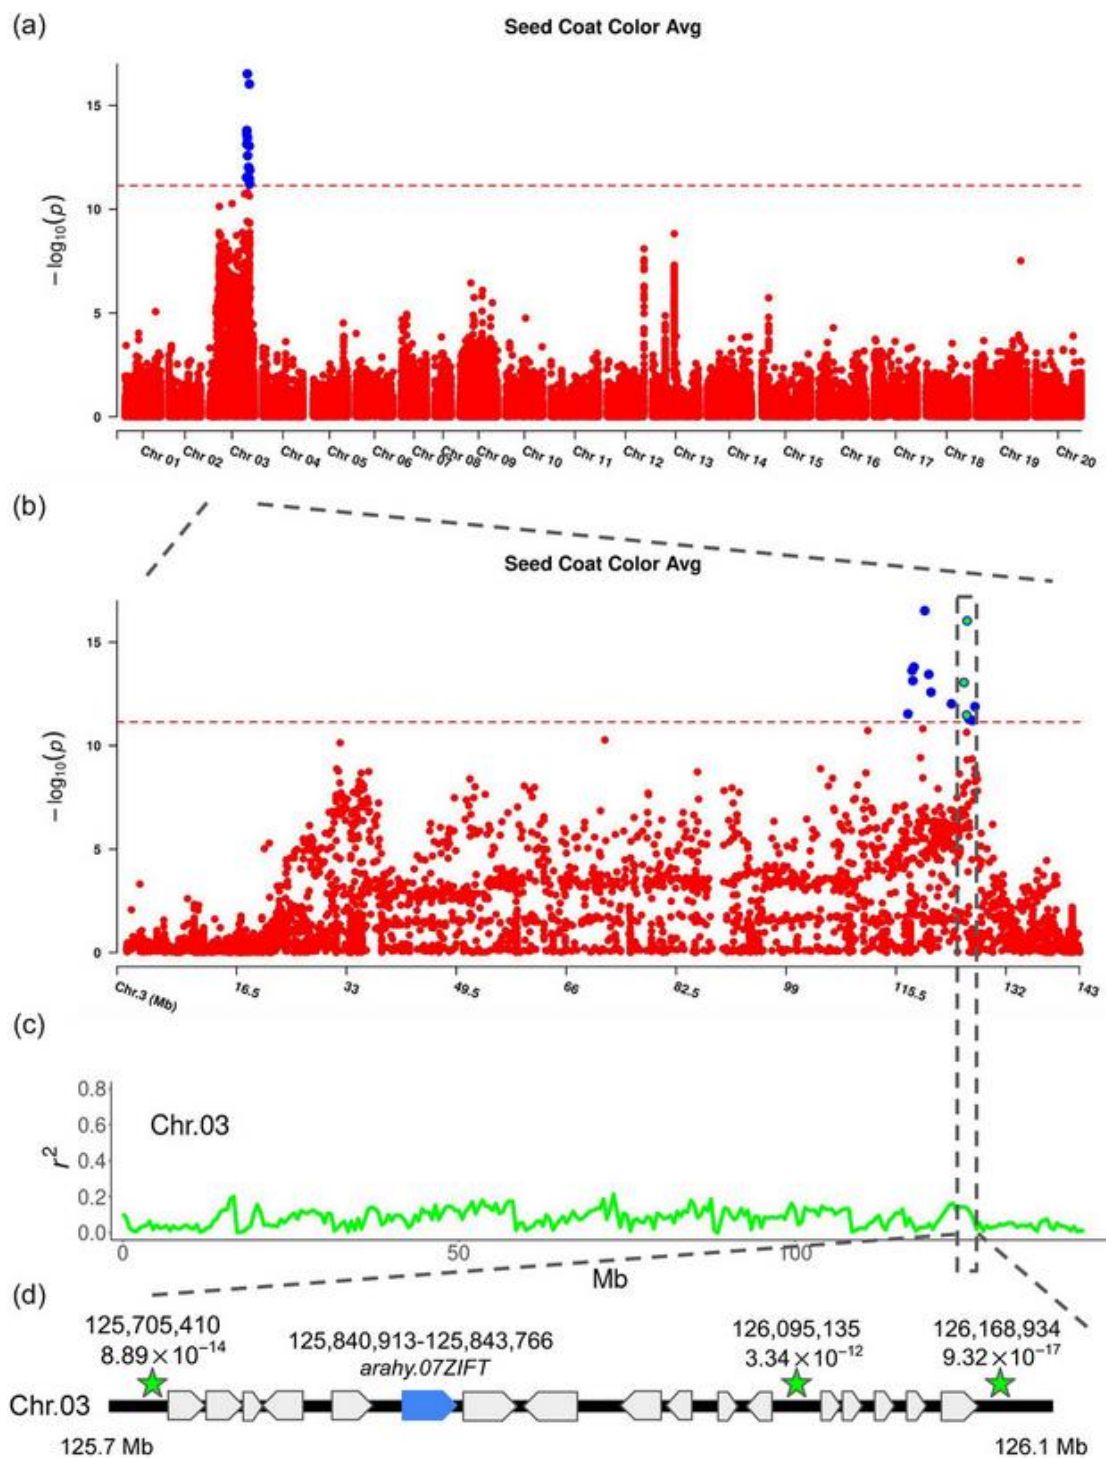 (a)
Seed Coat Color Avg
− log10(p)
15
10
5
0
Chr 01 Chr 02 Chr 03 Chr 04 Chr 05 Chr 06 Chr 07 Chr 08 Chr 09 Chr 10 Chr 11 Chr 12 Chr 13 Chr 14 Chr 15 Chr 16 Chr 17 Chr 18 Chr 19 Chr 20
(b)
Seed Coat Color Avg
− log10(p)
15
10
5
0
Chr.3 (Mb) 16.5 33 49.5 66 82.5 99 115.5 132 143
(c)
Chr.03
r²
0.8
0.6
0.4
0.2
0.0
0 50 100
Mb
(d)
125,705,410 125,840,913-125,843,766 126,095,135 126,168,934
8.89×10⁻¹⁴ arahy.07ZIFT 3.34×10⁻¹² 9.32×10⁻¹⁷
Chr.03
125.7 Mb 126.1 Mb